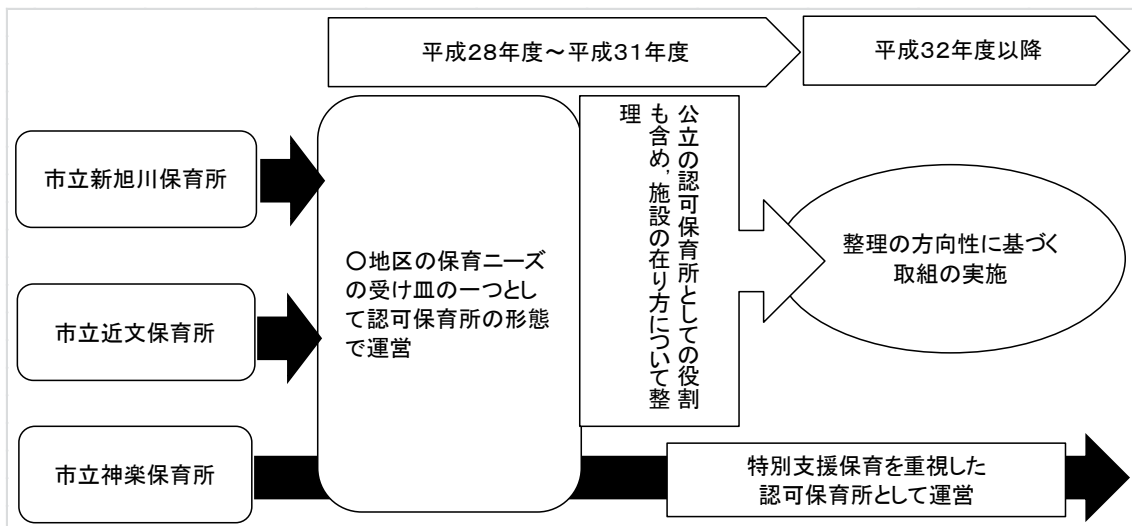 平成28年度～平成31年度
平成32年度以降
市立新旭川保育所
市立近文保育所
市立神楽保育所
〇地区の保育ニーズ
の受け皿の一つとし
て認可保育所の形態
で運営
公立の認可保育所としての役割
も含め，施設の在り方について整
理
整理の方向性に基づく
取組の実施
特別支援保育を重視した
認可保育所として運営